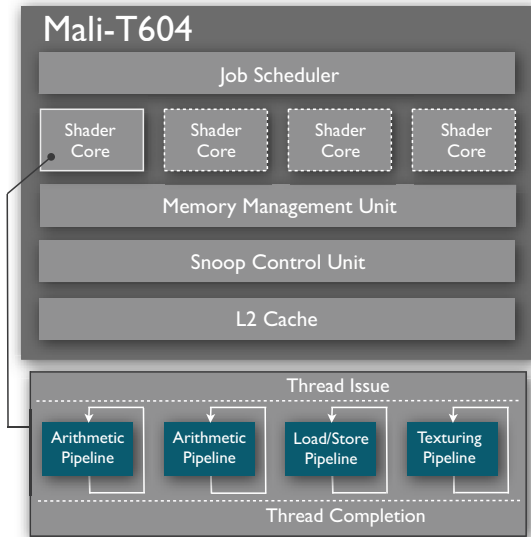 Mali-T604
Job Scheduler
Shader
Core
Shader
Core
Shader
Core
Shader
Core
Memory Management Unit
Snoop Control Unit
L2 Cache
Thread Issue
Arithmetic
Pipeline
Arithmetic
Pipeline
Load/Store
Pipeline
Texturing
Pipeline
Thread Completion